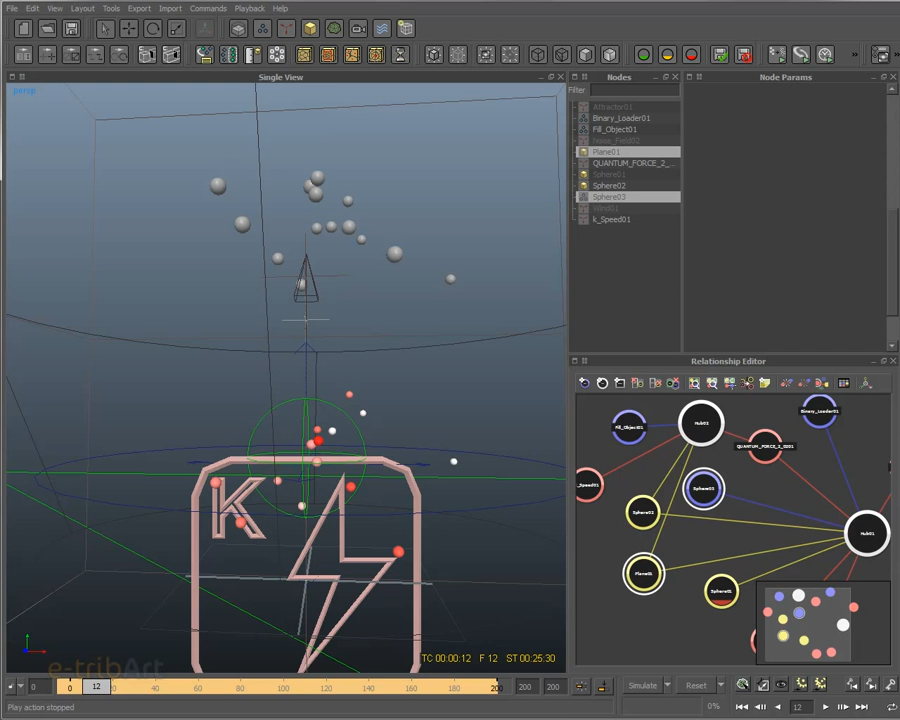 File Edit View Layout Tools Export Import Commands Playback Help
Single View
Nodes
Node Params
persp
Filter
Attractor01
Binary_Loader01
Fill_Object01
Noise_Field02
Plane01
QUANTUM_FORCE_2_...
Sphere01
Sphere02
Sphere03
Wind01
k_Speed01
Relationship Editor
Fill_Object01
Hub02
Binary_Loader01
QUANTUM_FORCE_2_0201
_Speed01
Sphere03
Sphere02
Hub01
Plane01
Sphere01
K
e-tribArt
TC 00:00:12 F 12 ST 00:25:30
0 0 12 40 60 80 100 120 140 160 180 200 200 200
Simulate Reset
Play action stopped
0% 12